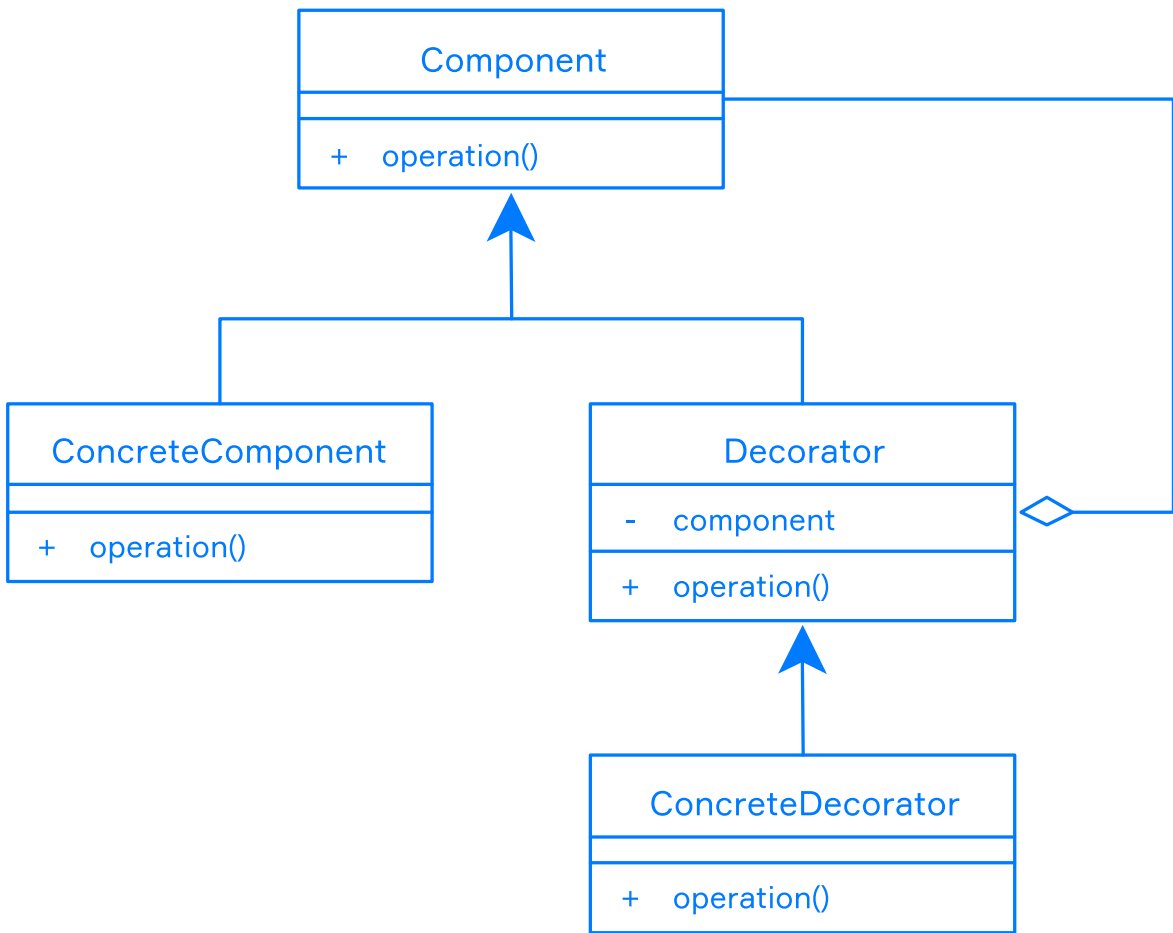 Component
+ operation()
ConcreteComponent
+ operation()
Decorator
- component
+ operation()
ConcreteDecorator
+ operation()